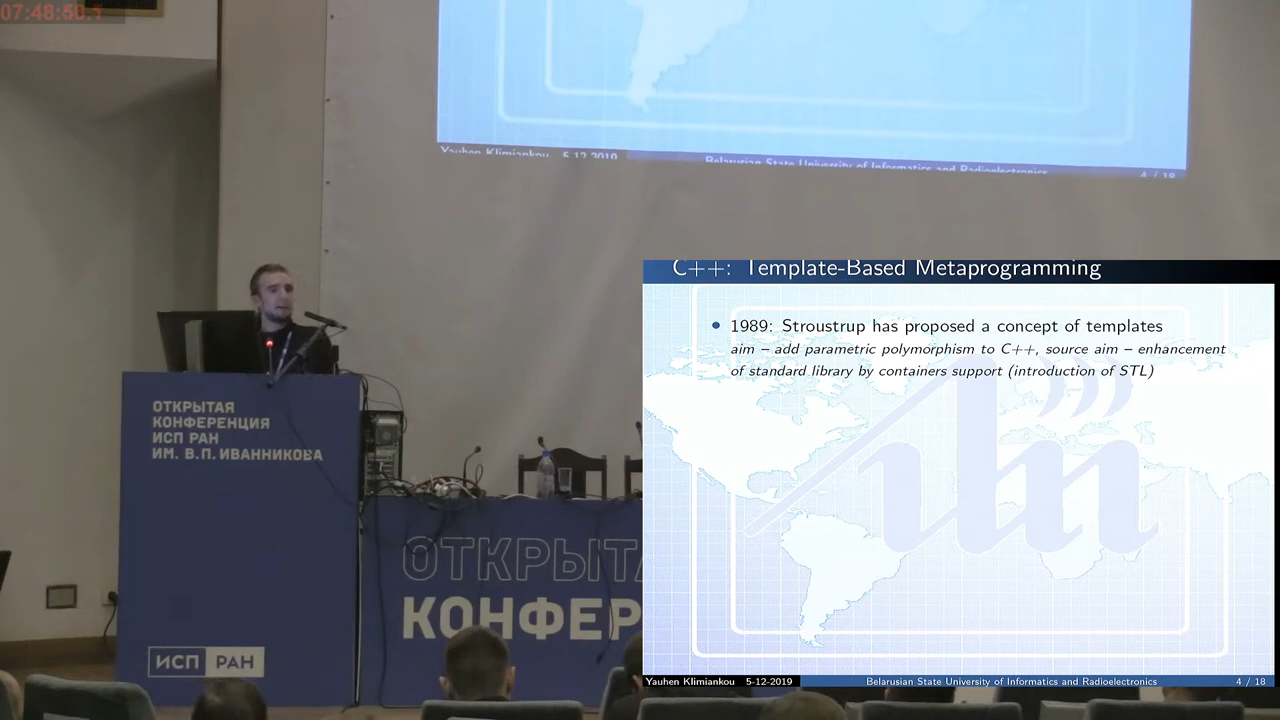 07:48:50.
Yauhen Klimiankou 5-12-2019 Belarusian State University of Informatics and Radioelectronics 4 / 18
C++: Template-Based Metaprogramming
1989: Stroustrup has proposed a concept of templates
aim – add parametric polymorphism to C++, source aim – enhancement
of standard library by containers support (introduction of STL)
Yauhen Klimiankou 5-12-2019 Belarusian State University of Informatics and Radioelectronics 4 / 18
ОТКРЫТАЯ
КОНФЕРЕНЦИЯ
ИСП РАН
ИМ. В.П. ИВАННИКОВА
ОТКРЫТ
КОНФЕР
ИСП РАН